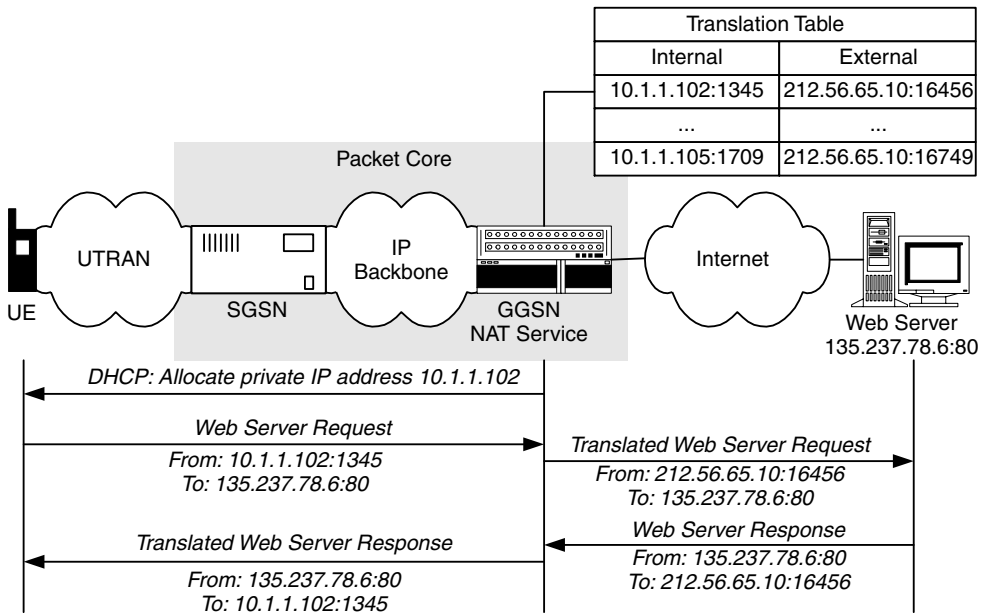 Translation Table
Internal External
10.1.1.102:1345 212.56.65.10:16456
... ...
10.1.1.105:1709 212.56.65.10:16749
Packet Core
UTRAN
IP
Backbone
Internet
UE
SGSN
GGSN
NAT Service
Web Server
135.237.78.6:80
DHCP: Allocate private IP address 10.1.1.102
Web Server Request
From: 10.1.1.102:1345
To: 135.237.78.6:80
Translated Web Server Request
From: 212.56.65.10:16456
To: 135.237.78.6:80
Web Server Response
From: 135.237.78.6:80
To: 212.56.65.10:16456
Translated Web Server Response
From: 135.237.78.6:80
To: 10.1.1.102:1345